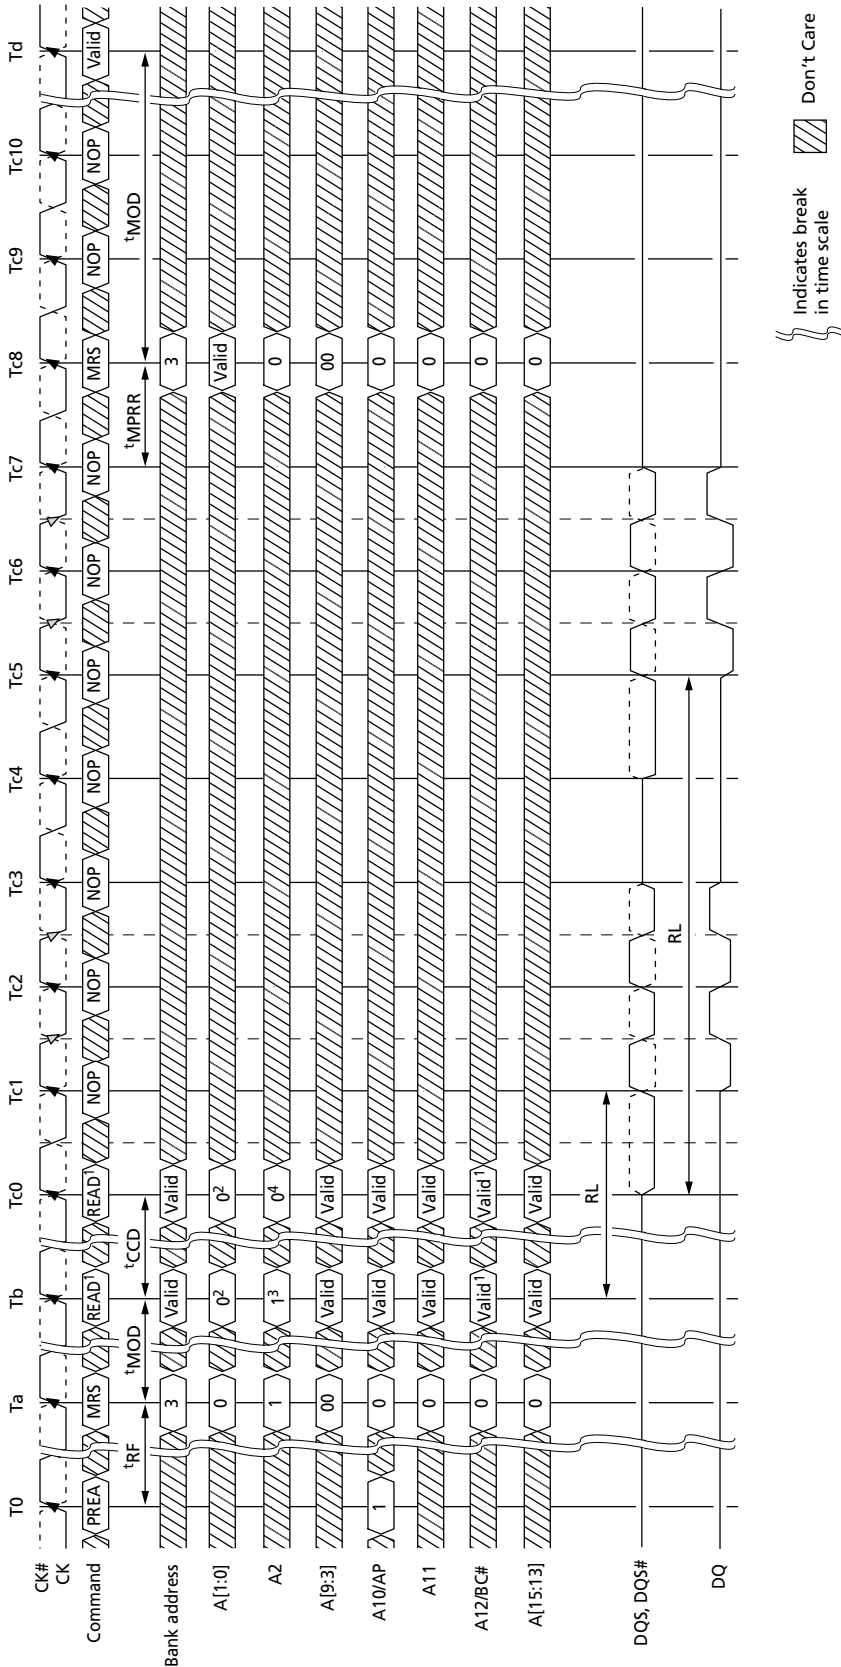 T0 Ta Tb Tc0 Tc1 Tc2 Tc3 Tc4 Tc5 Tc6 Tc7 Tc8 Tc9 Tc10 Td
CK#
CK
Command PREA MRS READ1 READ1 NOP NOP NOP NOP NOP NOP NOP MRS NOP NOP Valid
tRF tMOD tCCD tMPRR tMOD
Bank address 3 Valid Valid 3
A[1:0] 0 02 02 Valid
A2 1 13 04 0
A[9:3] 00 Valid Valid 00
A10/AP 1 0 Valid Valid 0
A11 0 Valid Valid 0
A12/BC# 0 Valid1 Valid1 0
A[15:13] 0 Valid Valid 0
RL
DQS, DQS#
RL
DQ
Indicates break
in time scale
Don't Care